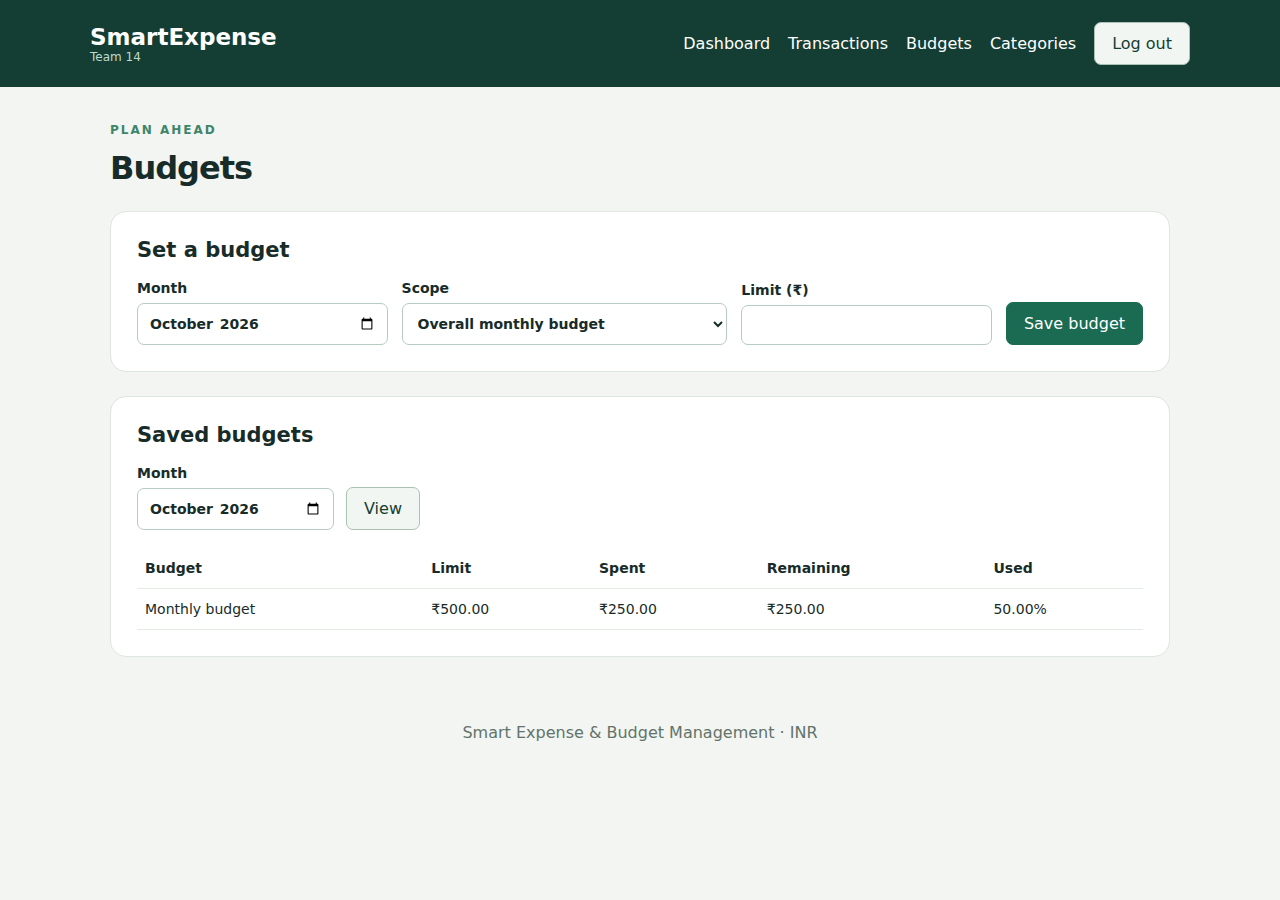 SmartExpense
Team 14
Dashboard Transactions Budgets Categories Log out
PLAN AHEAD
Budgets
Set a budget
Month Scope Limit (₹)
October 2026 Overall monthly budget Save budget
Saved budgets
Month
October 2026 View
Budget Limit Spent Remaining Used
Monthly budget ₹500.00 ₹250.00 ₹250.00 50.00%
Smart Expense & Budget Management · INR